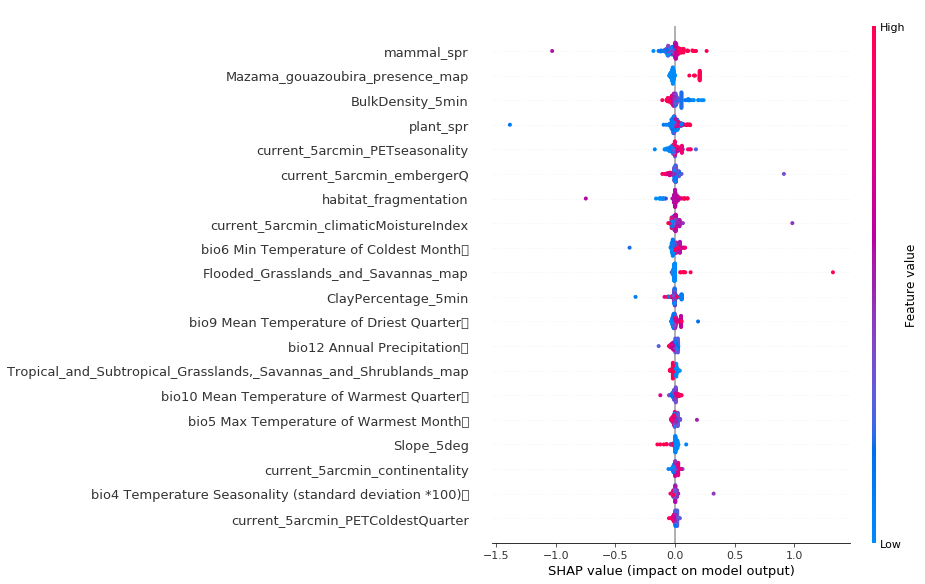 High
mammal_spr
Mazama_gouazoubira_presence_map
BulkDensity_5min
plant_spr
current_5arcmin_PETseasonality
current_5arcmin_embergerQ
habitat_fragmentation
current_5arcmin_climaticMoistureIndex
bio6 Min Temperature of Coldest Month▯
Flooded_Grasslands_and_Savannas_map
ClayPercentage_5min
bio9 Mean Temperature of Driest Quarter▯
bio12 Annual Precipitation▯
Tropical_and_Subtropical_Grasslands,_Savannas_and_Shrublands_map
bio10 Mean Temperature of Warmest Quarter▯
bio5 Max Temperature of Warmest Month▯
Slope_5deg
current_5arcmin_continentality
bio4 Temperature Seasonality (standard deviation *100)▯
current_5arcmin_PETColdestQuarter
Feature value
Low
−1.5 −1.0 −0.5 0.0 0.5 1.0
SHAP value (impact on model output)